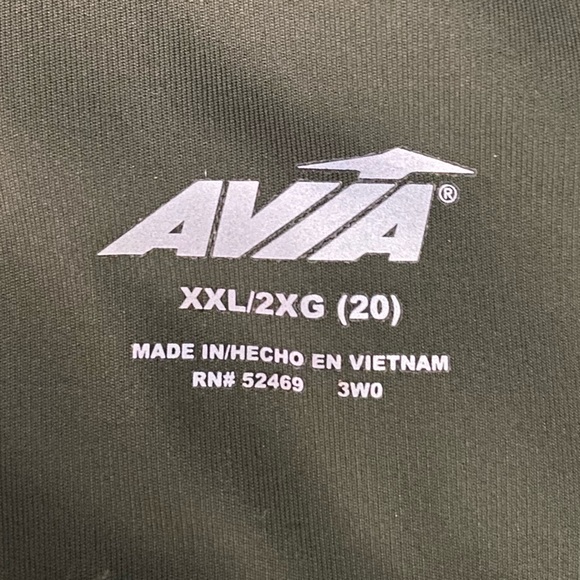 AVIA®
XXL/2XG (20)
MADE IN/HECHO EN VIETNAM
RN# 52469 3W0